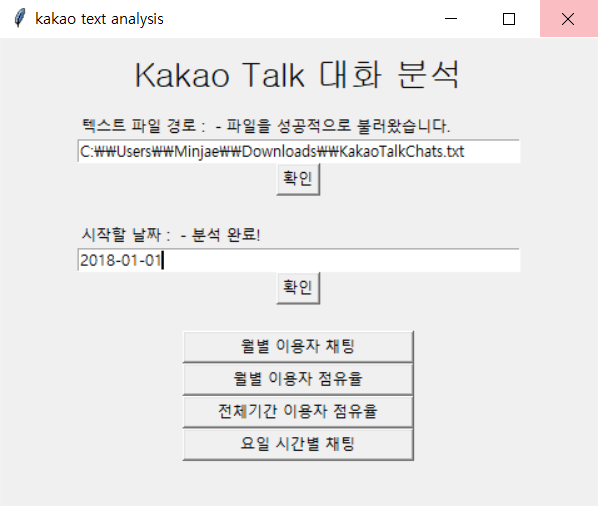 kakao text analysis
Kakao Talk 대화 분석
텍스트 파일 경로 :  - 파일을 성공적으로 불러왔습니다.
C:₩₩Users₩₩Minjae₩₩Downloads₩₩KakaoTalkChats.txt
확인
시작할 날짜 :  - 분석 완료!
2018-01-01
확인
월별 이용자 채팅
월별 이용자 점유율
전체기간 이용자 점유율
요일 시간별 채팅